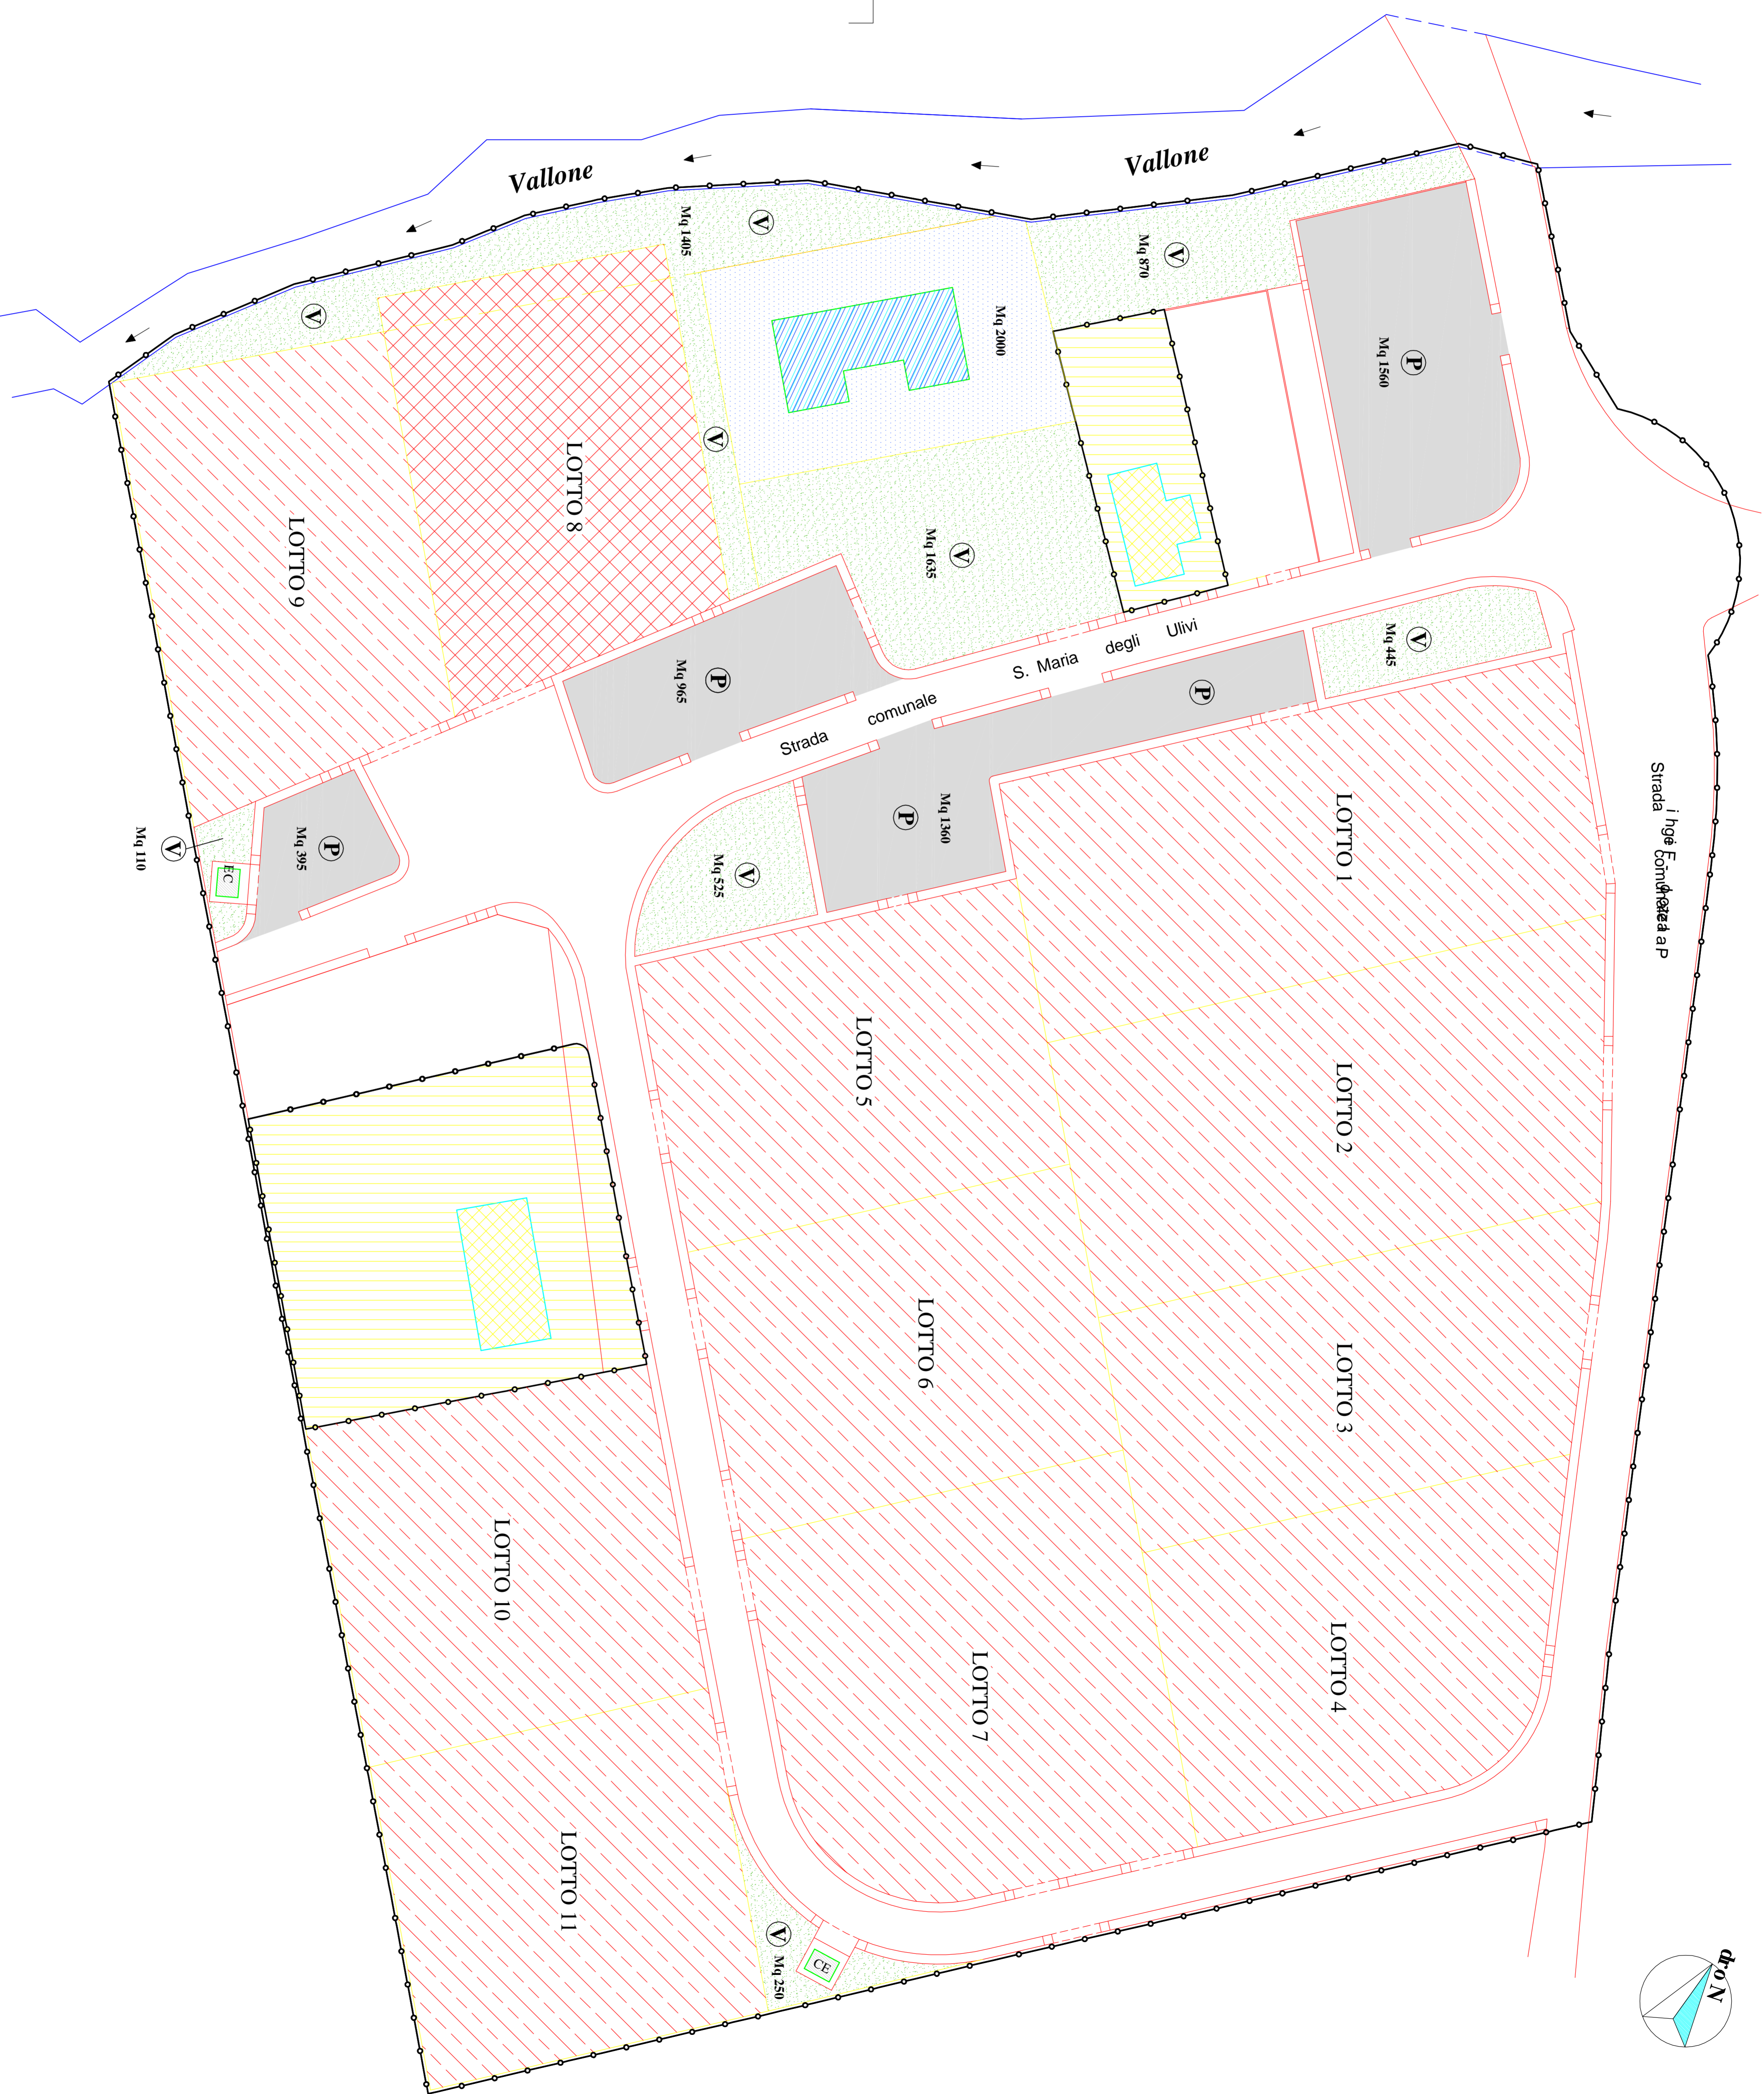 Vallone
Vallone
V
Mq 1405
V
Mq 870
V
Mq 2000
P
Mq 1560
V
LOTTO 8
LOTTO 9
V
Mq 1635
V
Mq 445
P
Mq 965
P
Strada comunale S. Maria degli Ulivi
P
Mq 1360
LOTTO 1
P
Mq 395
V
Mq 110
EC
V
Mq 525
Strada comunale
LOTTO 5
LOTTO 2
LOTTO 6
LOTTO 3
LOTTO 10
LOTTO 7
LOTTO 4
LOTTO 11
V
Mq 250
CE
Nord